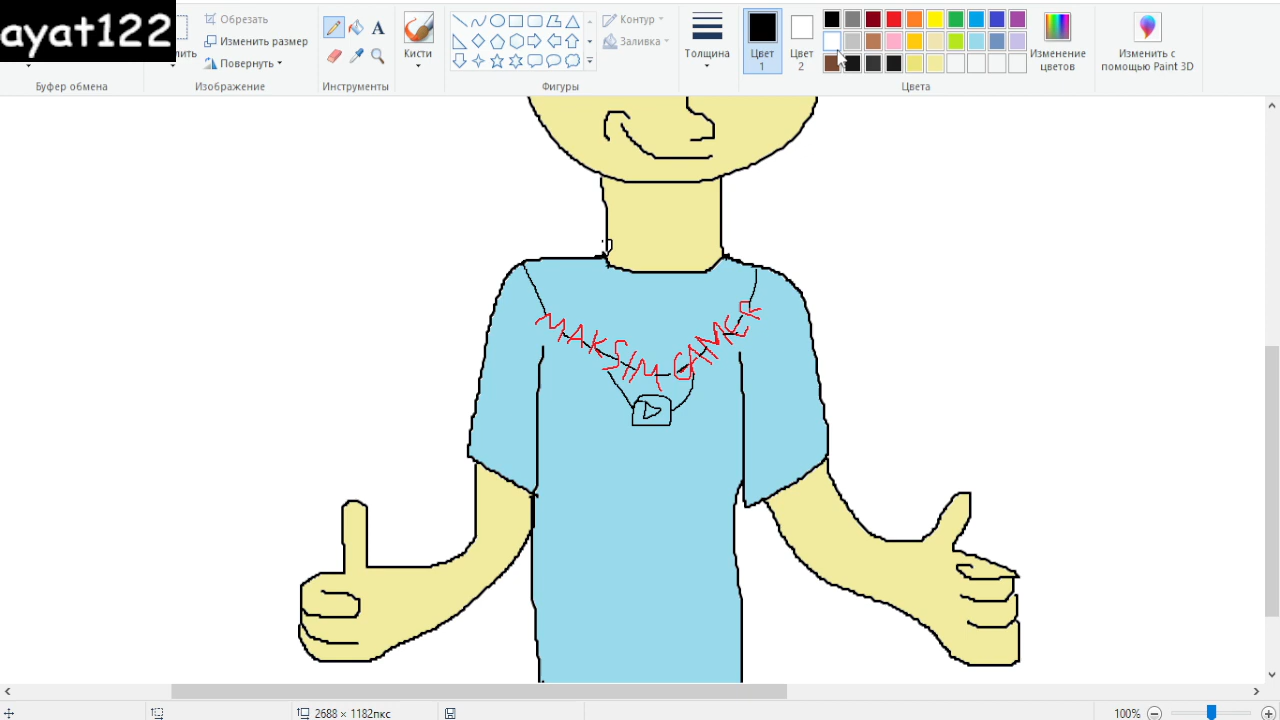 ayat122
Обрезать
Изменить размер
Повернуть
Кисти
Контур
Заливка
Толщина
Цвет 1
Цвет 2
Изменение цветов
Изменить с помощью Paint 3D
Буфер обмена
Изображение
Инструменты
Фигуры
Цвета
MAKSIM GAMER
2688 × 1182пкс
100%